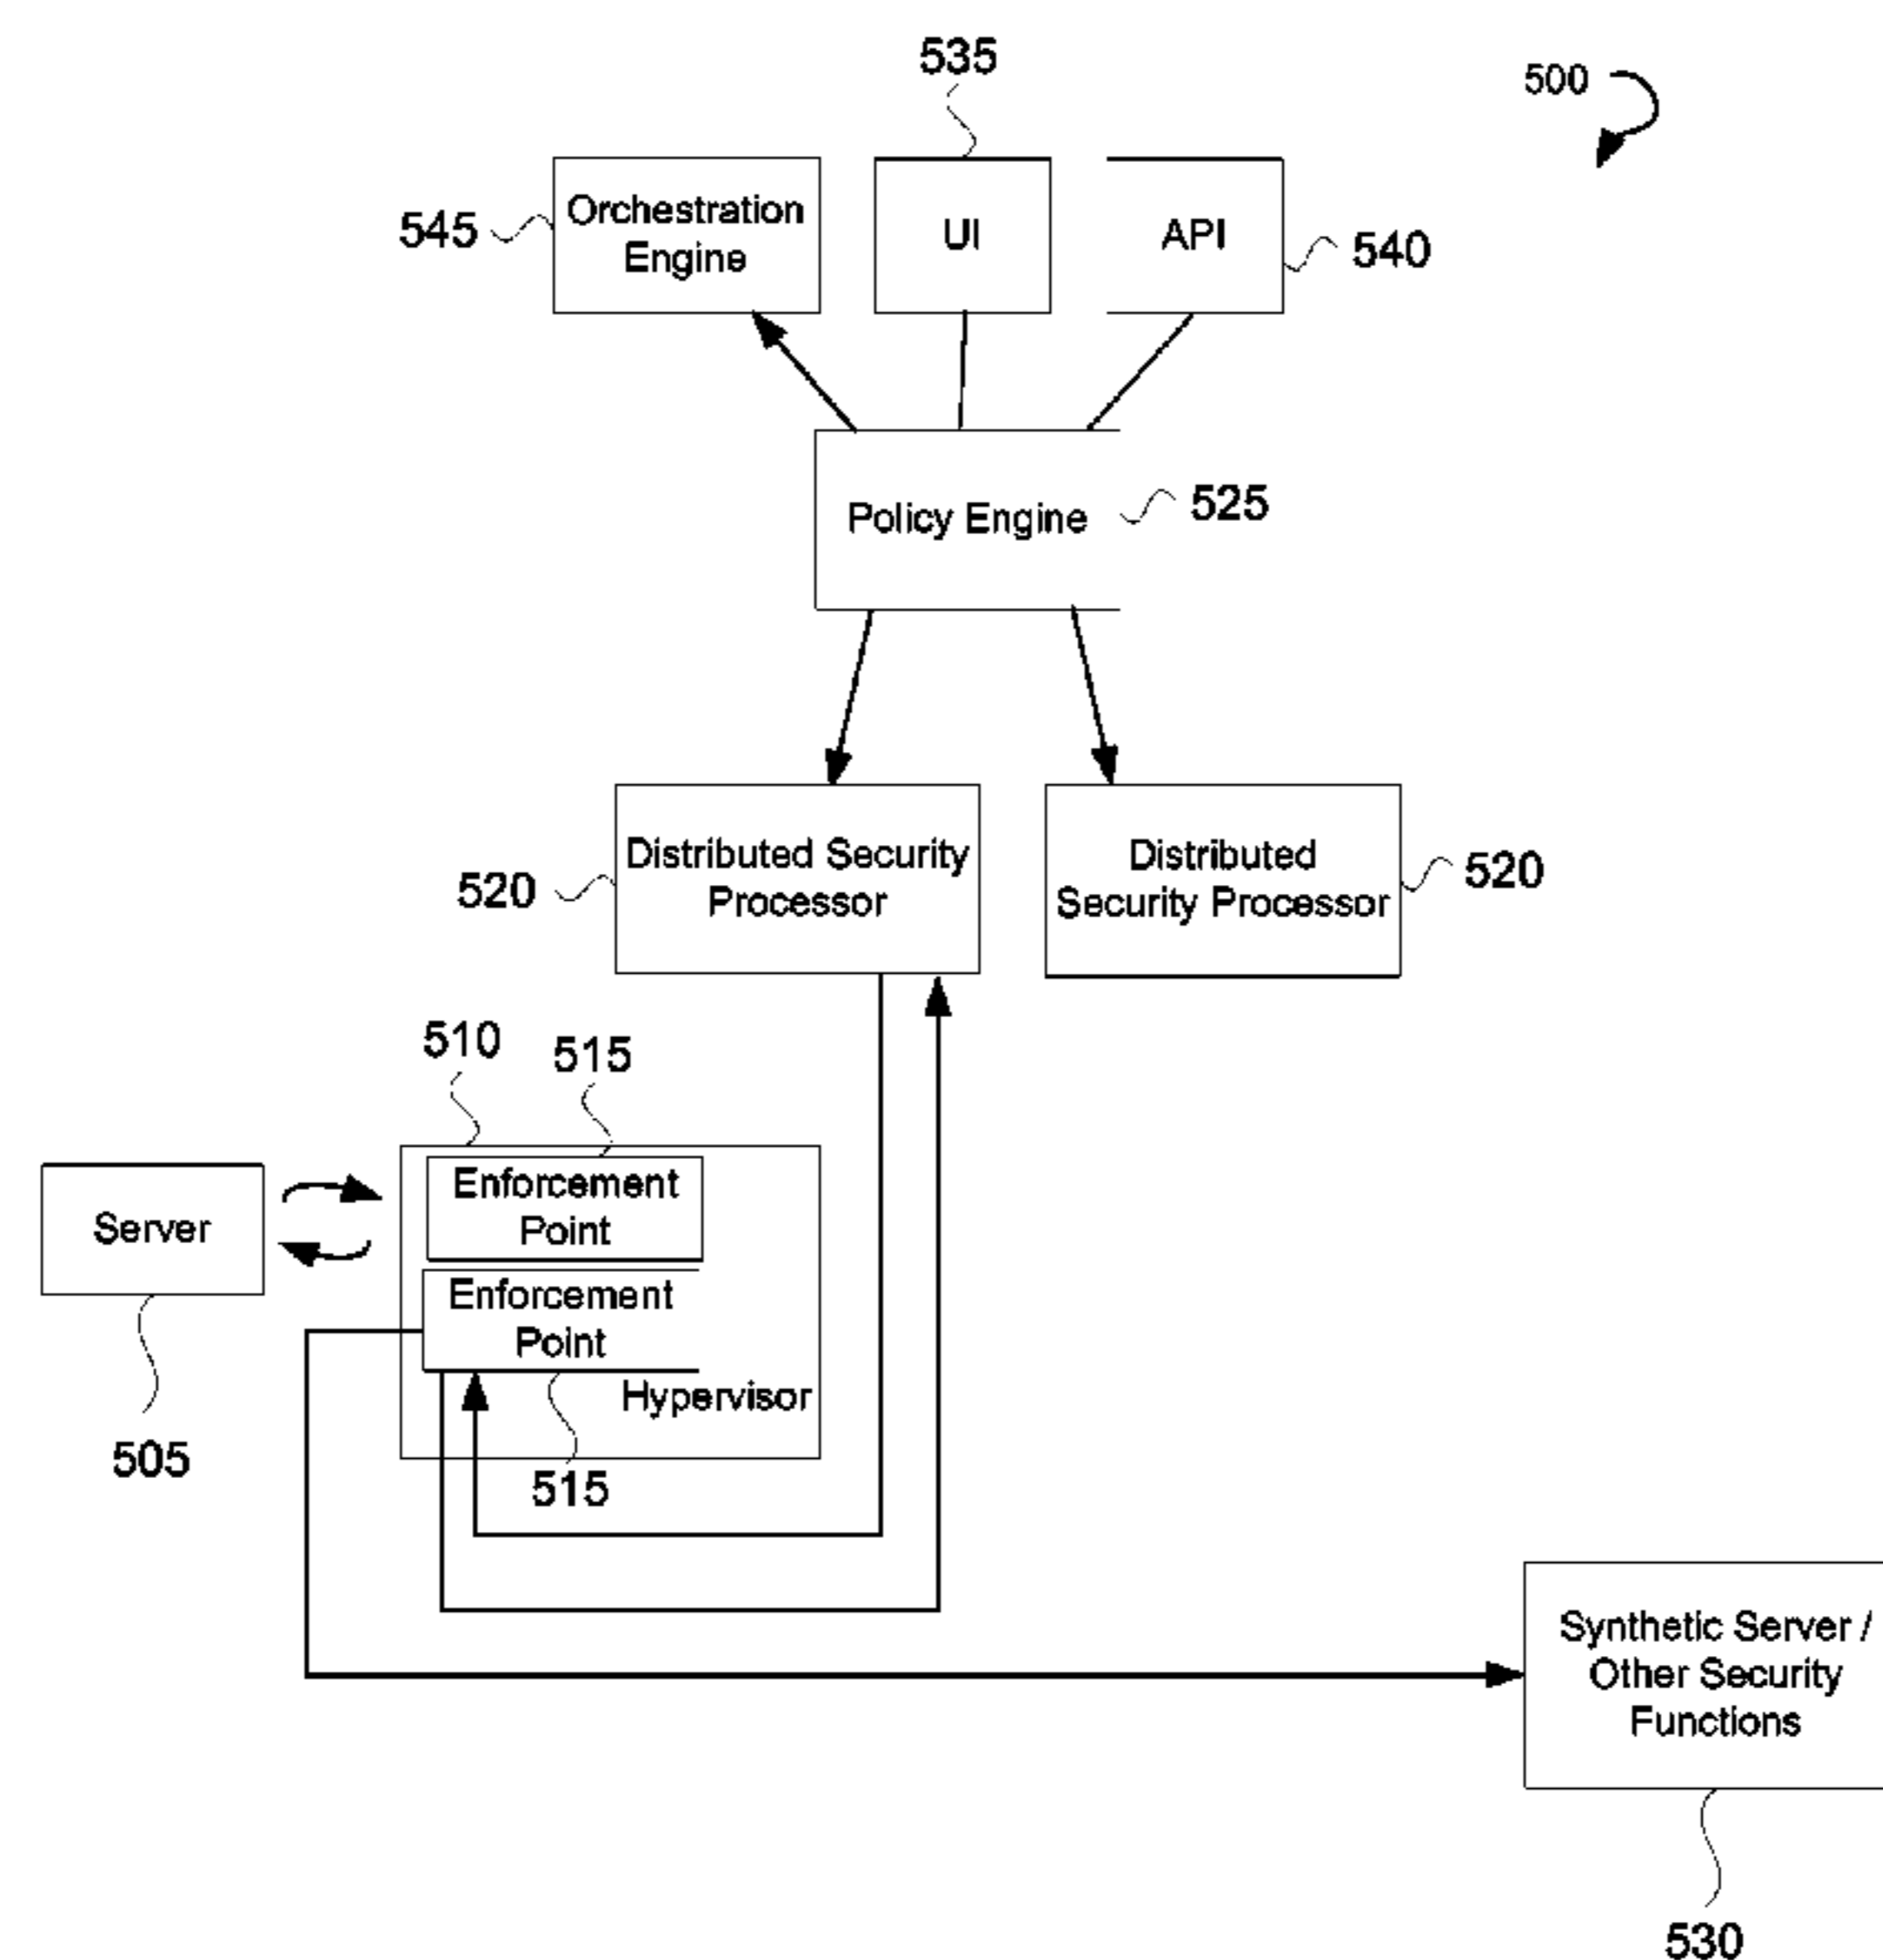 535
500
545
Orchestration
Engine
UI
API
540
Policy Engine
525
520
Distributed Security
Processor
Distributed
Security Processor
520
510
515
Server
Enforcement
Point
Enforcement
Point
Hypervisor
505
515
Synthetic Server /
Other Security
Functions
530